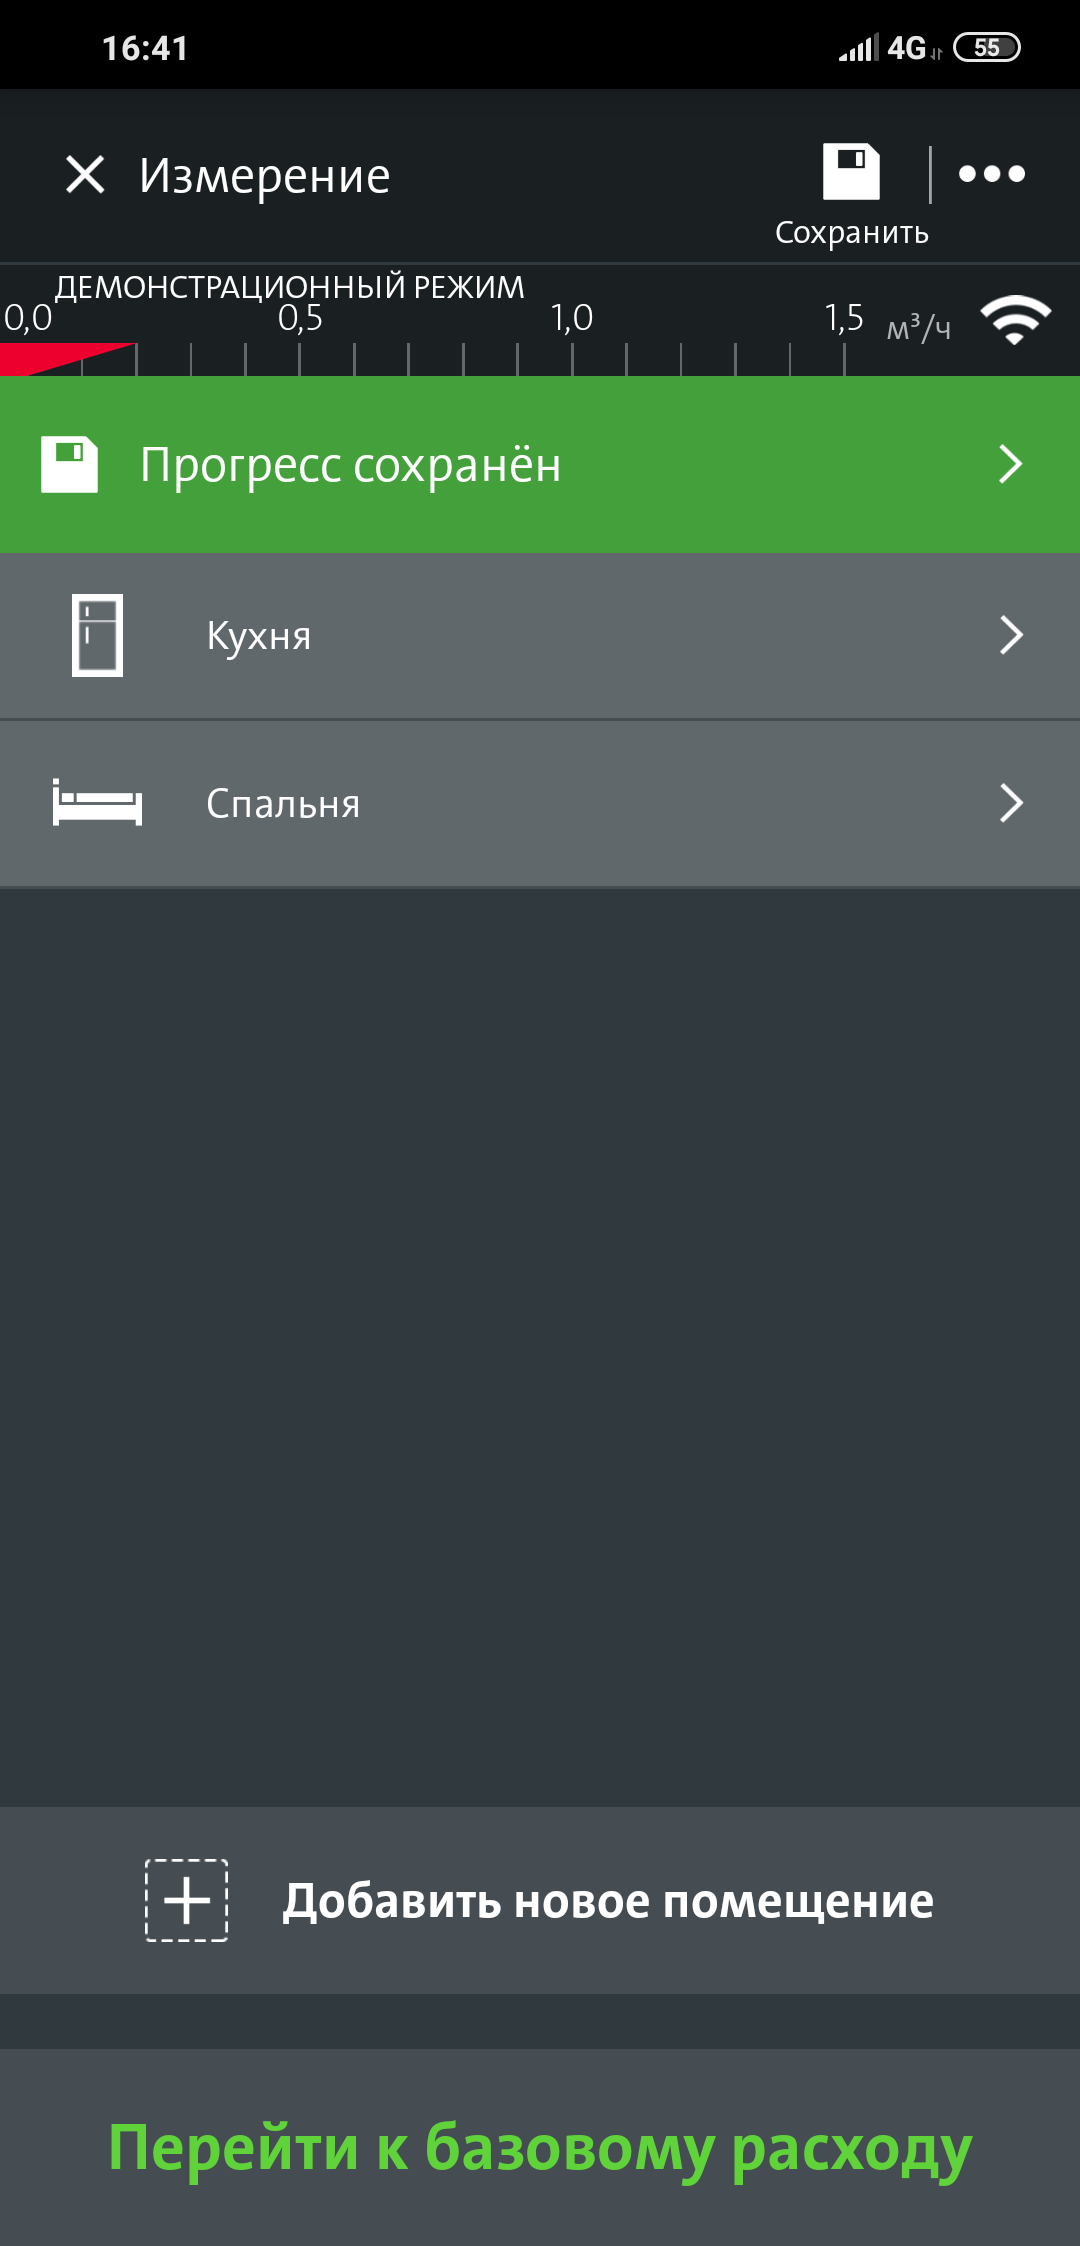 16:41
4G 55
Измерение
Сохранить
ДЕМОНСТРАЦИОННЫЙ РЕЖИМ
0,0 0,5 1,0 1,5 м³/ч
Прогресс сохранён
Кухня
Спальня
Добавить новое помещение
Перейти к базовому расходу